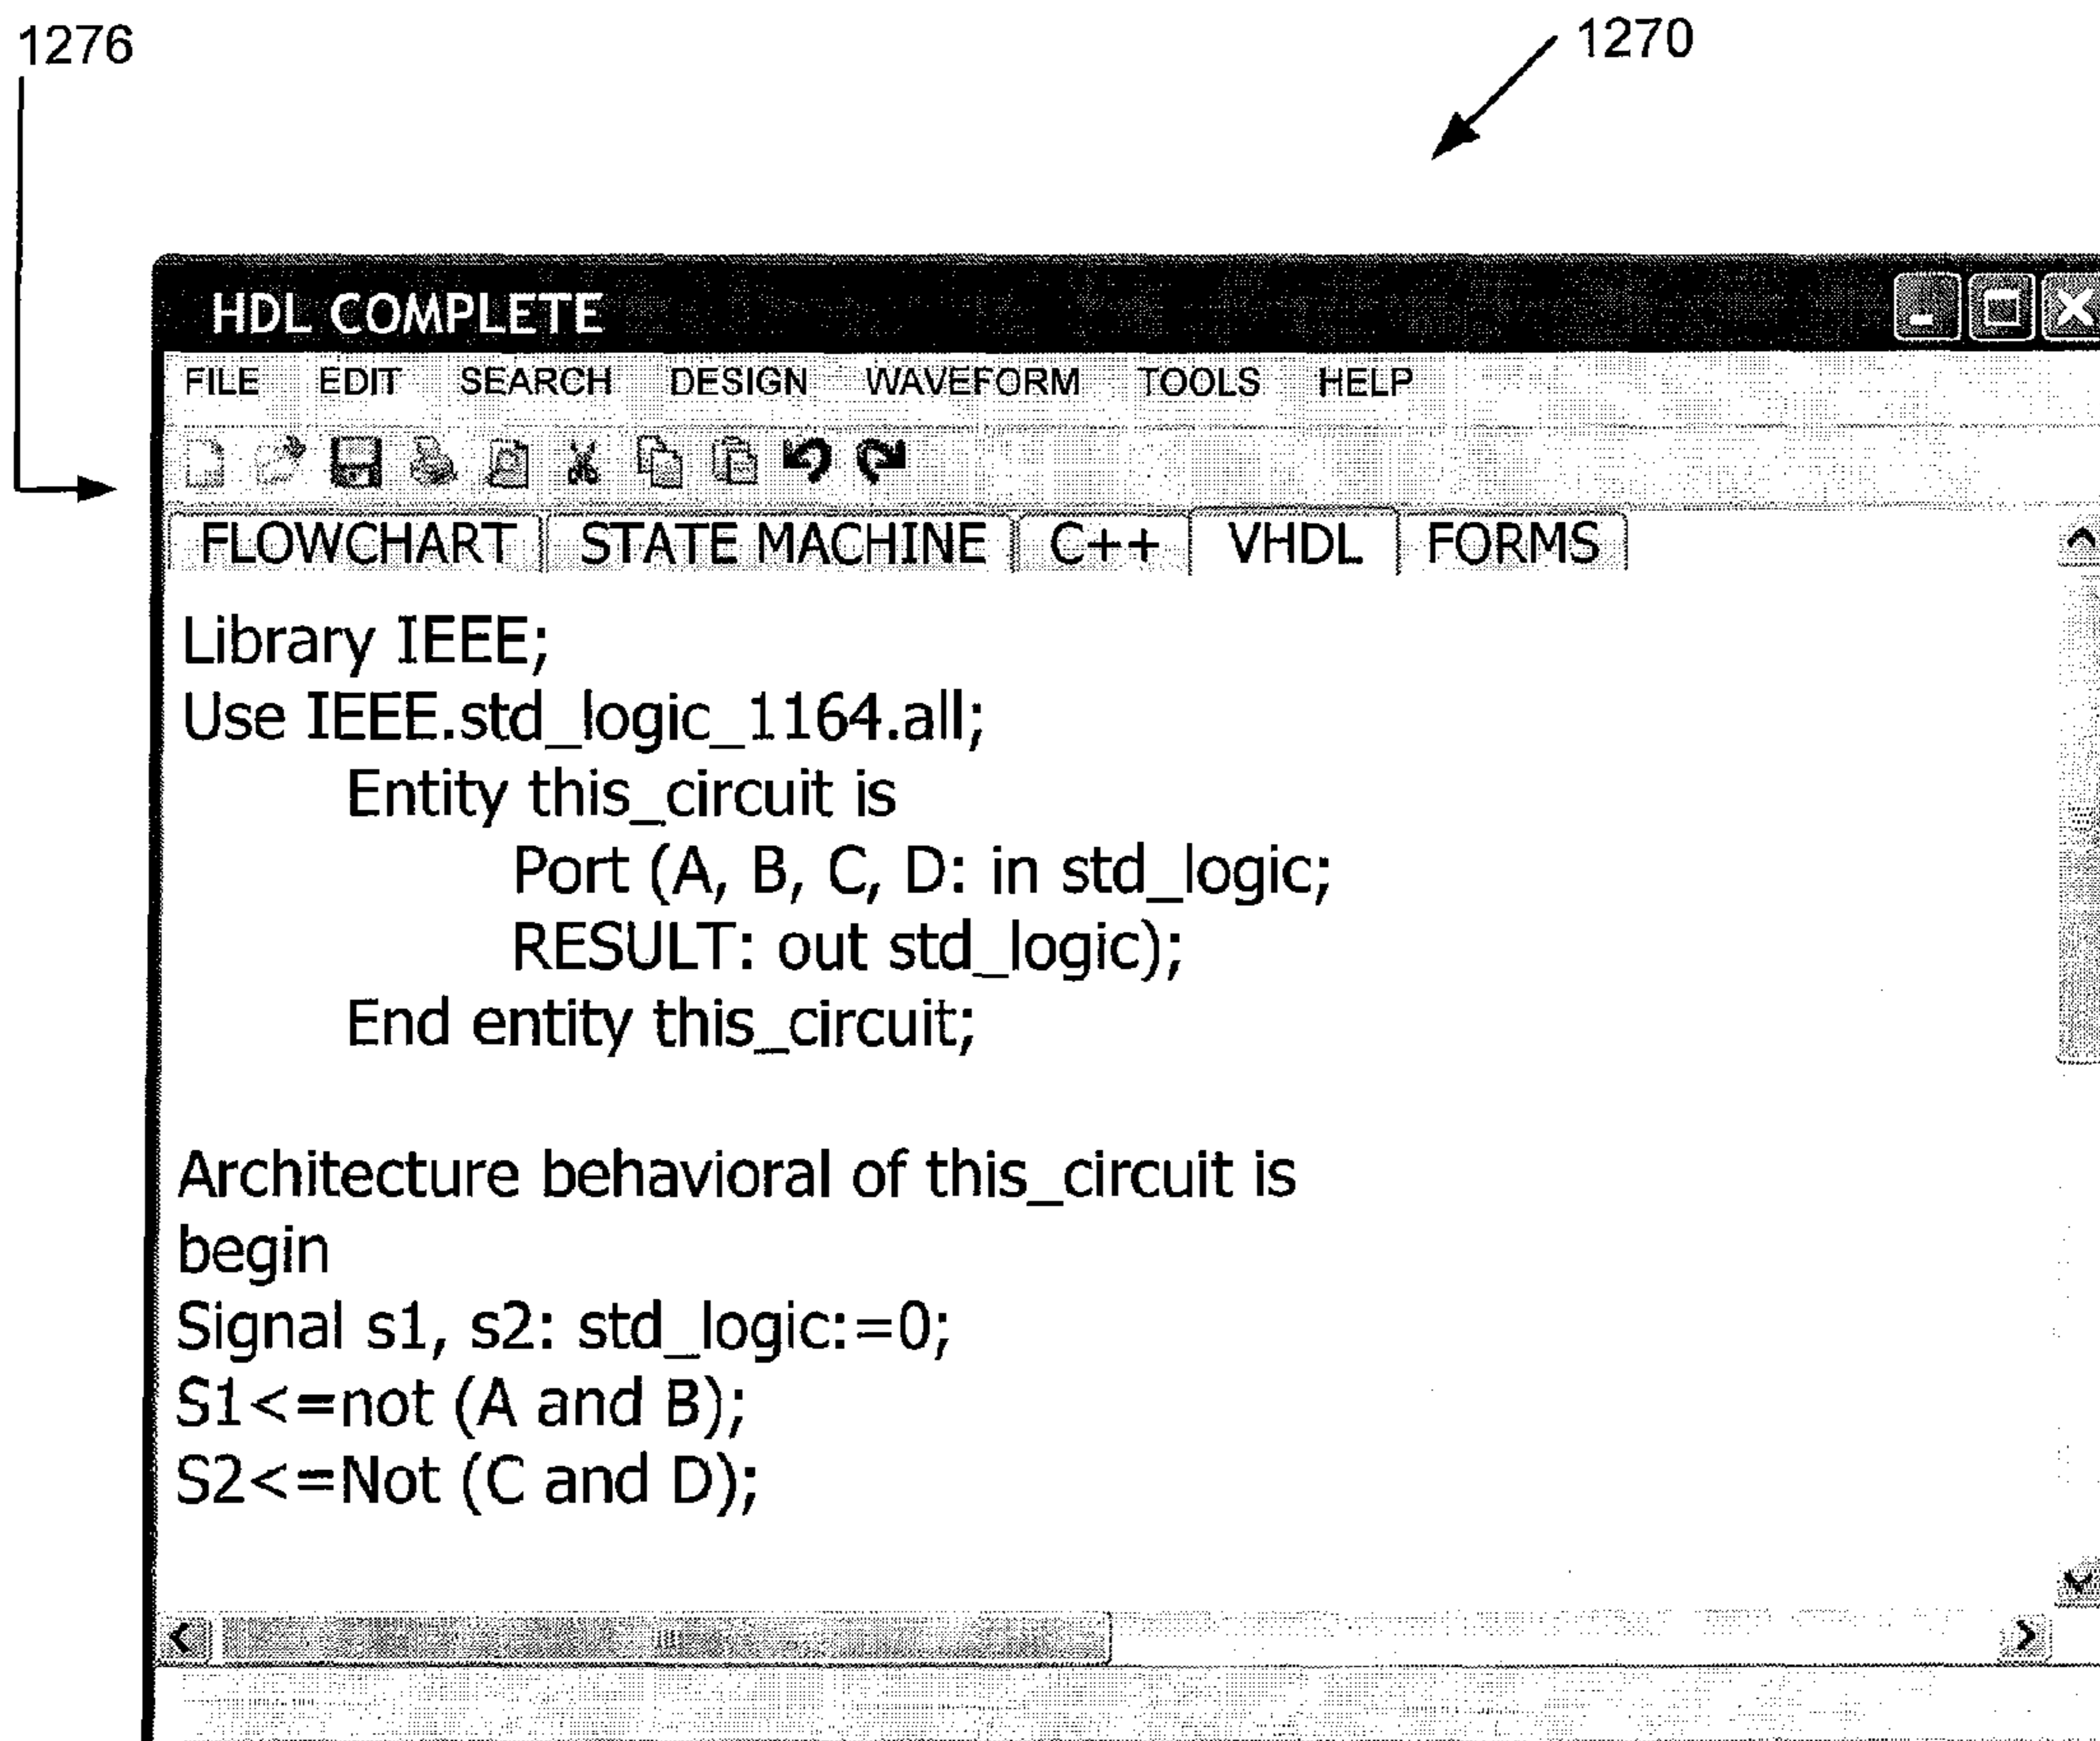 1276
1270
HDL COMPLETE
FILE EDIT SEARCH DESIGN WAVEFORM TOOLS HELP
FLOWCHART STATE MACHINE C++ VHDL FORMS
Library IEEE;
Use IEEE.std_logic_1164.all;
Entity this_circuit is
Port (A, B, C, D: in std_logic;
RESULT: out std_logic);
End entity this_circuit;
Architecture behavioral of this_circuit is
begin
Signal s1, s2: std_logic:=0;
S1<=not (A and B);
S2<=Not (C and D);